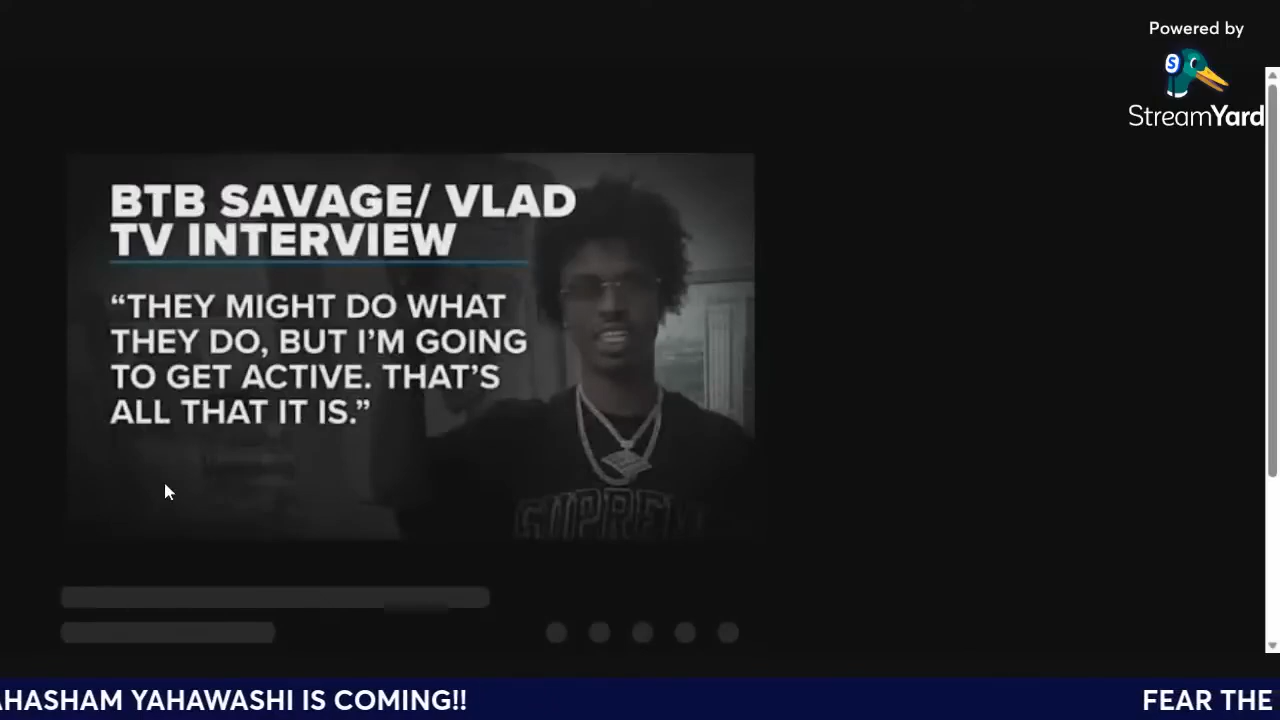 Powered by
S
StreamYard
BTB SAVAGE/ VLAD
TV INTERVIEW
“THEY MIGHT DO WHAT
THEY DO, BUT I’M GOING
TO GET ACTIVE. THAT’S
ALL THAT IT IS.”
SUPREM
AHASHAM YAHAWASHI IS COMING!!
FEAR THE